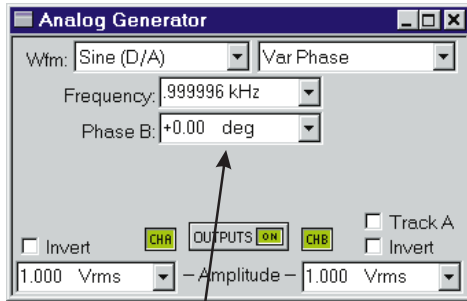 Analog Generator
Wfm: Sine (D/A) Var Phase
Frequency: .999996 kHz
Phase B: +0.00 deg
Track A
Invert CHA OUTPUTS ON CHB Invert
1.000 Vrms – Amplitude – 1.000 Vrms